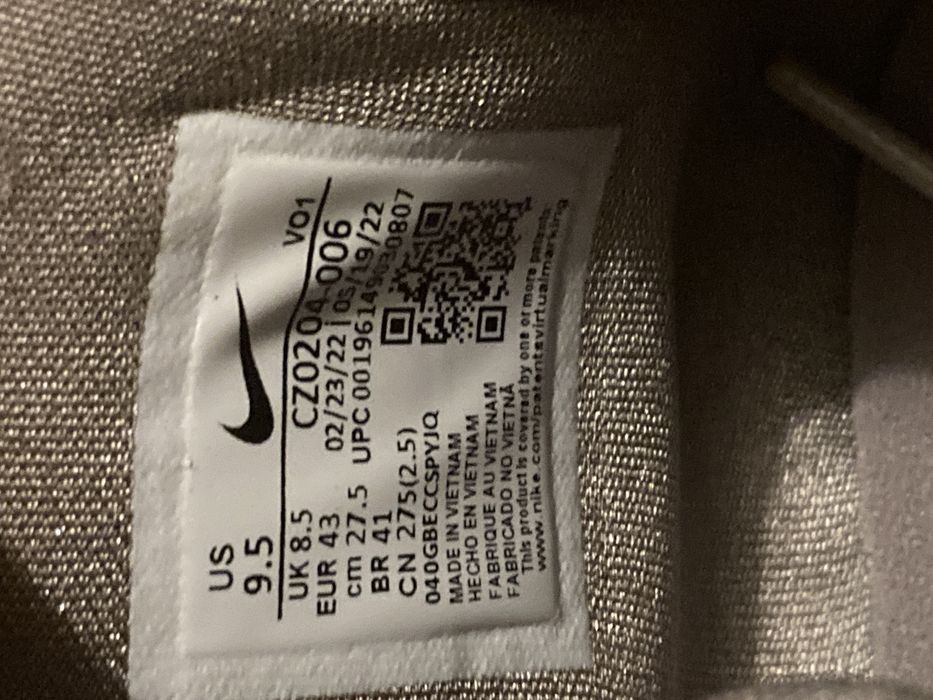 US
9.5
VO1
UK 8.5
CZ0204-006
EUR 43
02/23/22 | 05/19/22
cm 27.5
UPC 00196149030807
BR 41
CN 275(2.5)
040GBECCSPYJQ
MADE IN VIETNAM
HECHO EN VIETNAM
FABRIQUE AU VIETNAM
FABRICADO NO VIETNÃ
This product is covered by one or more patents.
www.nike.com/patentsvirtualmarking